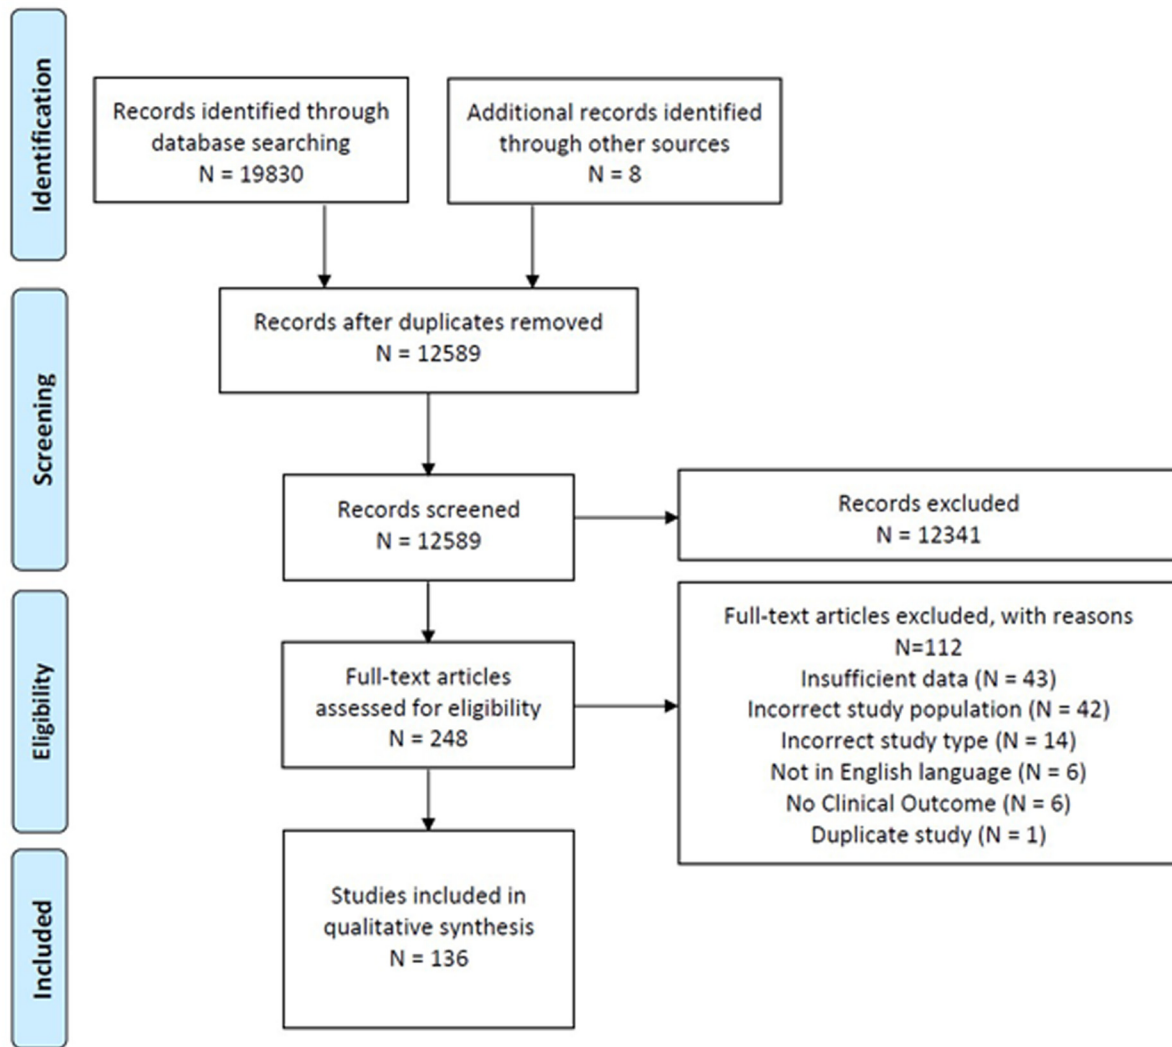 Identification
Records identified through
database searching
N = 19830
Additional records identified
through other sources
N = 8
Screening
Records after duplicates removed
N = 12589
Records screened
N = 12589
Records excluded
N = 12341
Eligibility
Full-text articles
assessed for eligibility
N = 248
Full-text articles excluded, with reasons
N=112
Insufficient data (N = 43)
Incorrect study population (N = 42)
Incorrect study type (N = 14)
Not in English language (N = 6)
No Clinical Outcome (N = 6)
Duplicate study (N = 1)
Included
Studies included in
qualitative synthesis
N = 136